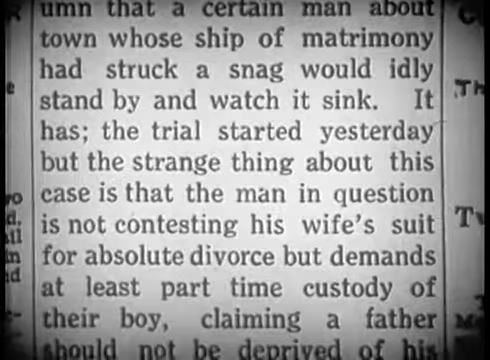 umn that a certain man about
town whose ship of matrimony
had struck a snag would idly
stand by and watch it sink. It
has; the trial started yesterday
but the strange thing about this
case is that the man in question
is not contesting his wife's suit
for absolute divorce but demands
at least part time custody of
their boy, claiming a father
should not be deprived of his